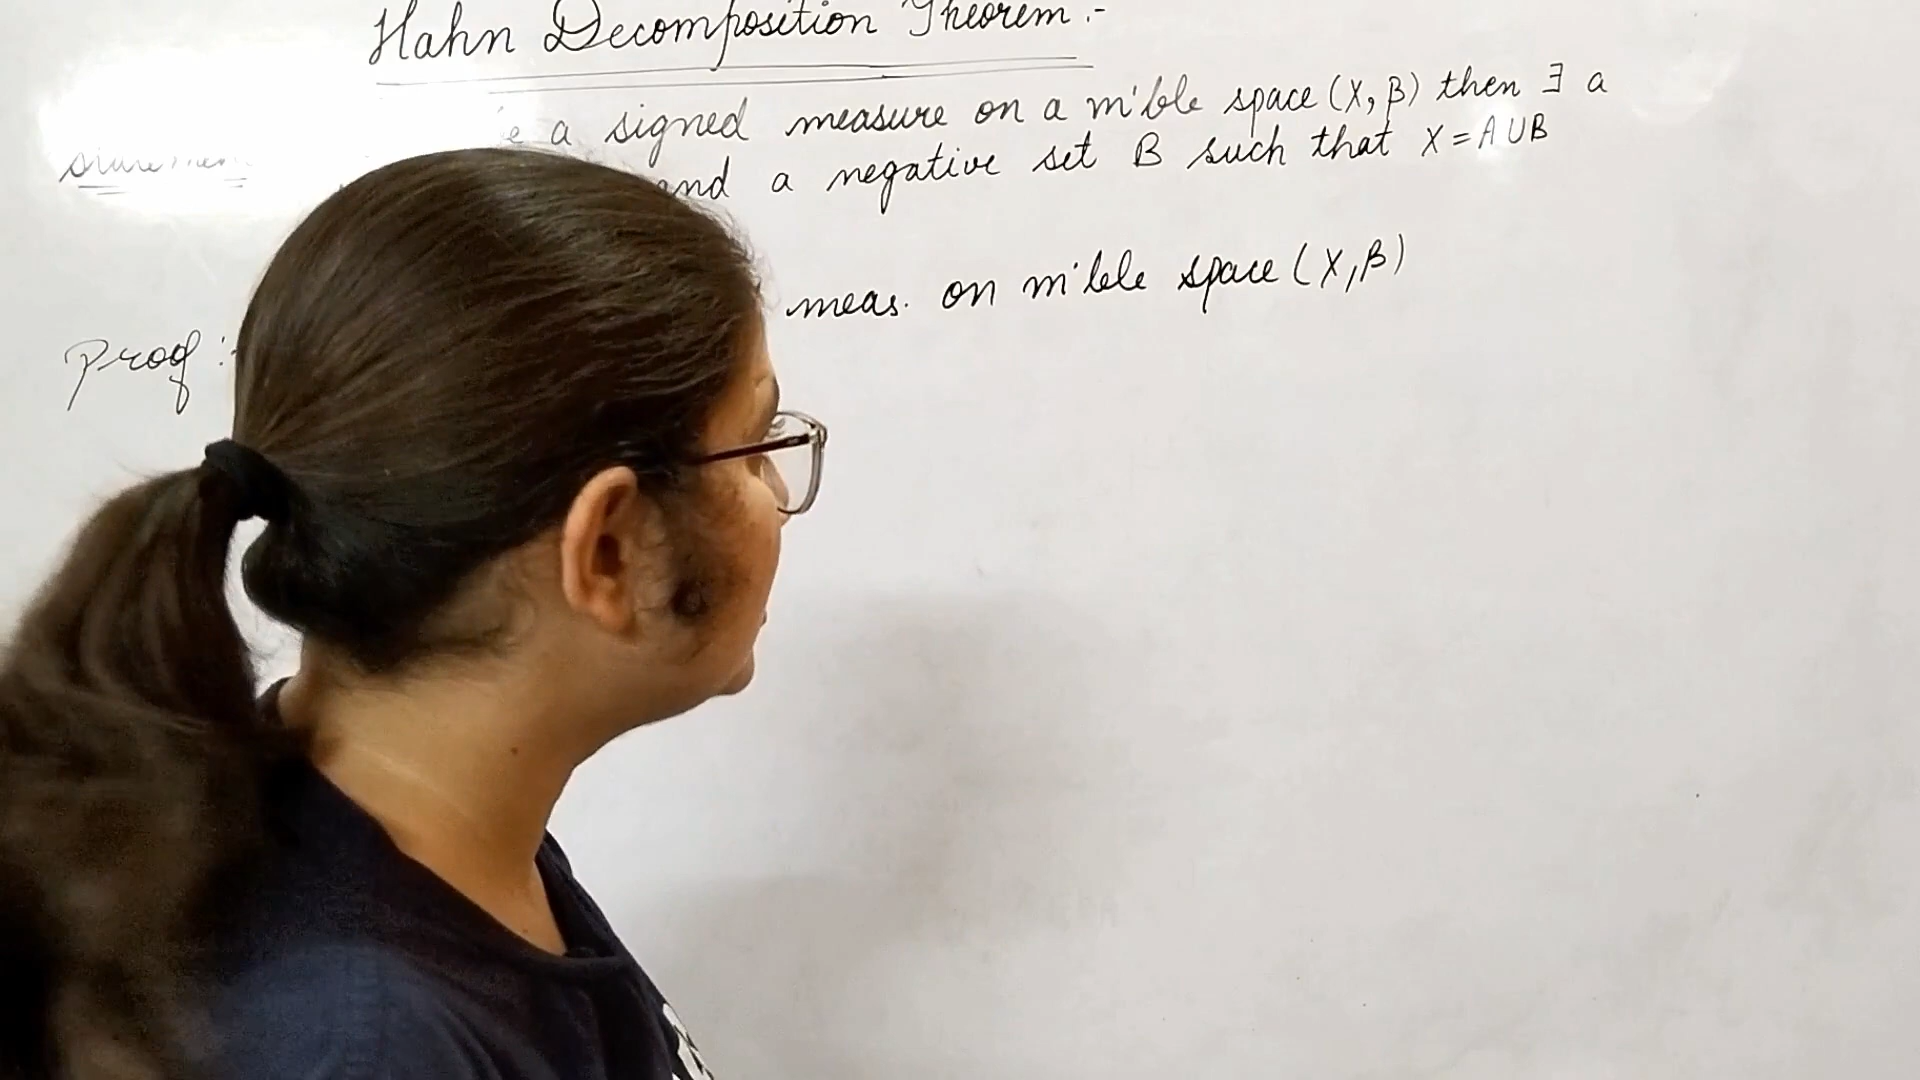 Hahn Decomposition Theorem :-
a signed measure on a m'ble space (X, β) then ∃ a
Statement
and a negative set B such that X = A ∪ B
meas. on m'ble space (X, β)
Proof :-